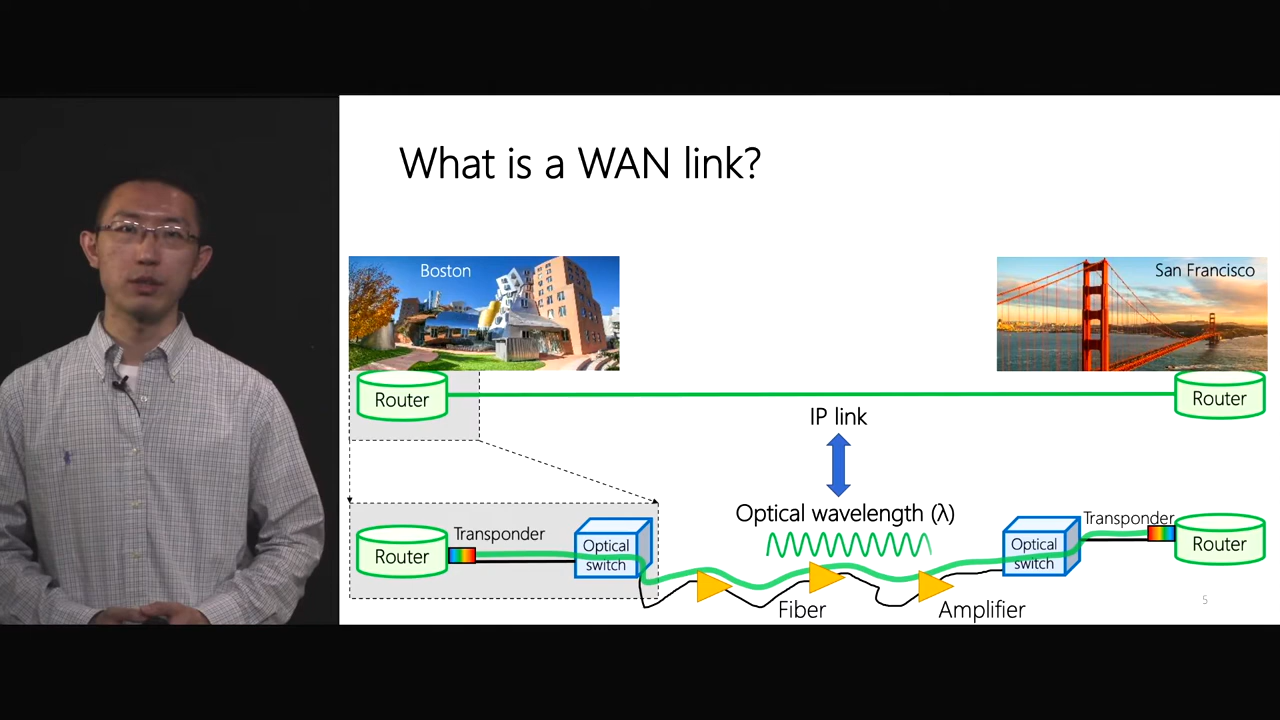 What is a WAN link?
Boston
San Francisco
Router
Router
IP link
Optical wavelength (λ)
Transponder
Transponder
Router
Optical
switch
Optical
switch
Router
Fiber
Amplifier
5